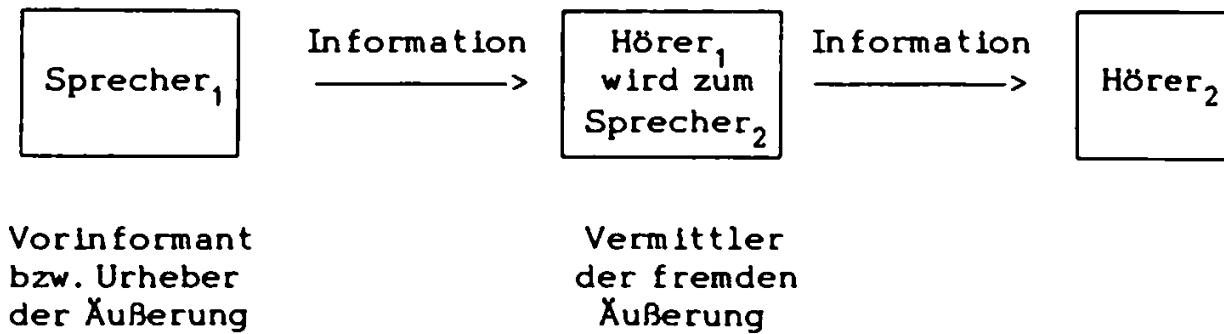 Sprecher₁
Information
Hörer₁
wird zum
Sprecher₂
Information
Hörer₂
Vorinformant
bzw. Urheber
der Äußerung
Vermittler
der fremden
Äußerung